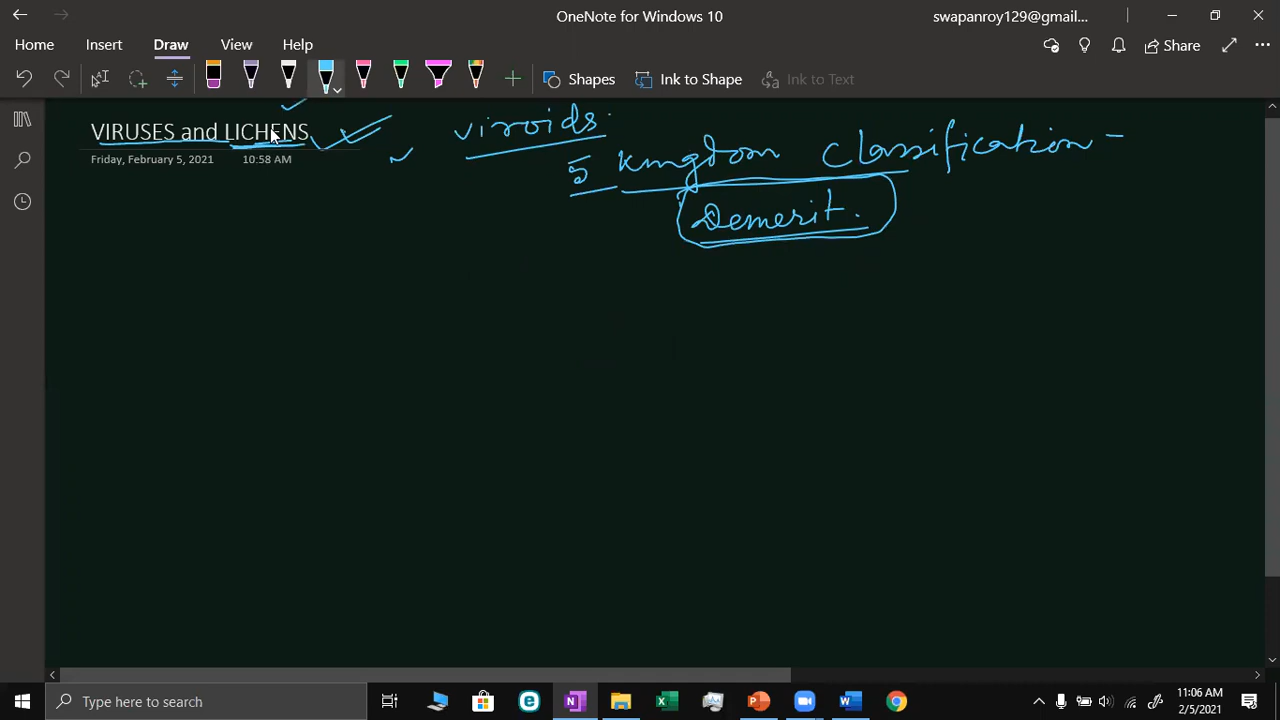 OneNote for Windows 10
swapanroy129@gmail...
Home Insert Draw View Help
Share
Shapes Ink to Shape Ink to Text
VIRUSES and LICHENS
Friday, February 5, 2021 10:58 AM
viroids.
5 Kingdom Classification -
Demerit.
Type here to search
11:06 AM
2/5/2021